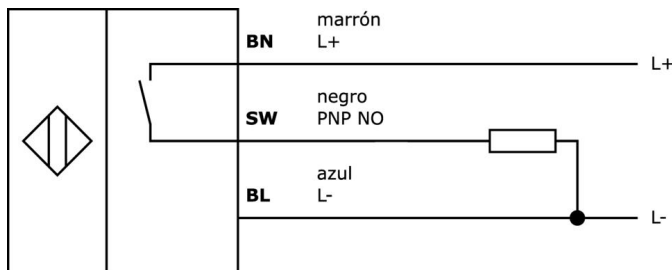 marrón
BN L+
L+
negro
SW PNP NO
azul
BL L-
L-